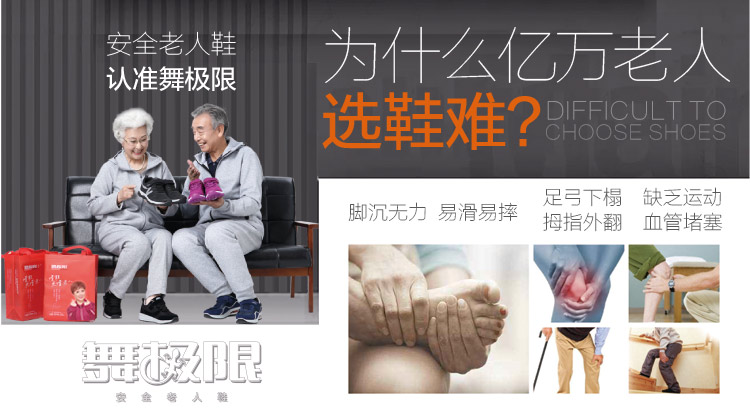 安全老人鞋
认准舞极限
为什么亿万老人
选鞋难?
DIFFICULT TO
CHOOSE SHOES
脚沉无力 易滑易摔
足弓下榻
拇指外翻
缺乏运动
血管堵塞
舞极限
安全老人鞋